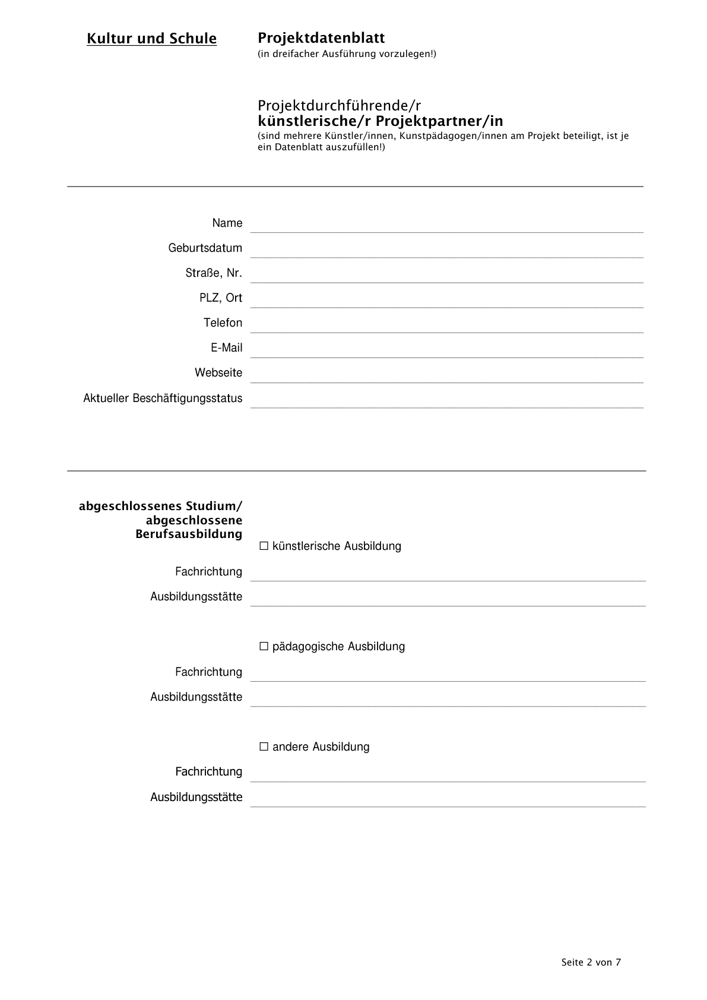 Kultur und Schule
Projektdatenblatt
(in dreifacher Ausführung vorzulegen!)
Projektdurchführende/r
künstlerische/r Projektpartner/in
(sind mehrere Künstler/innen, Kunstpädagogen/innen am Projekt beteiligt, ist je
ein Datenblatt auszufüllen!)
Name
Geburtsdatum
Straße, Nr.
PLZ, Ort
Telefon
E-Mail
Webseite
Aktueller Beschäftigungsstatus
abgeschlossenes Studium/
abgeschlossene
Berufsausbildung
☐ künstlerische Ausbildung
Fachrichtung
Ausbildungsstätte
☐ pädagogische Ausbildung
Fachrichtung
Ausbildungsstätte
☐ andere Ausbildung
Fachrichtung
Ausbildungsstätte
Seite 2 von 7